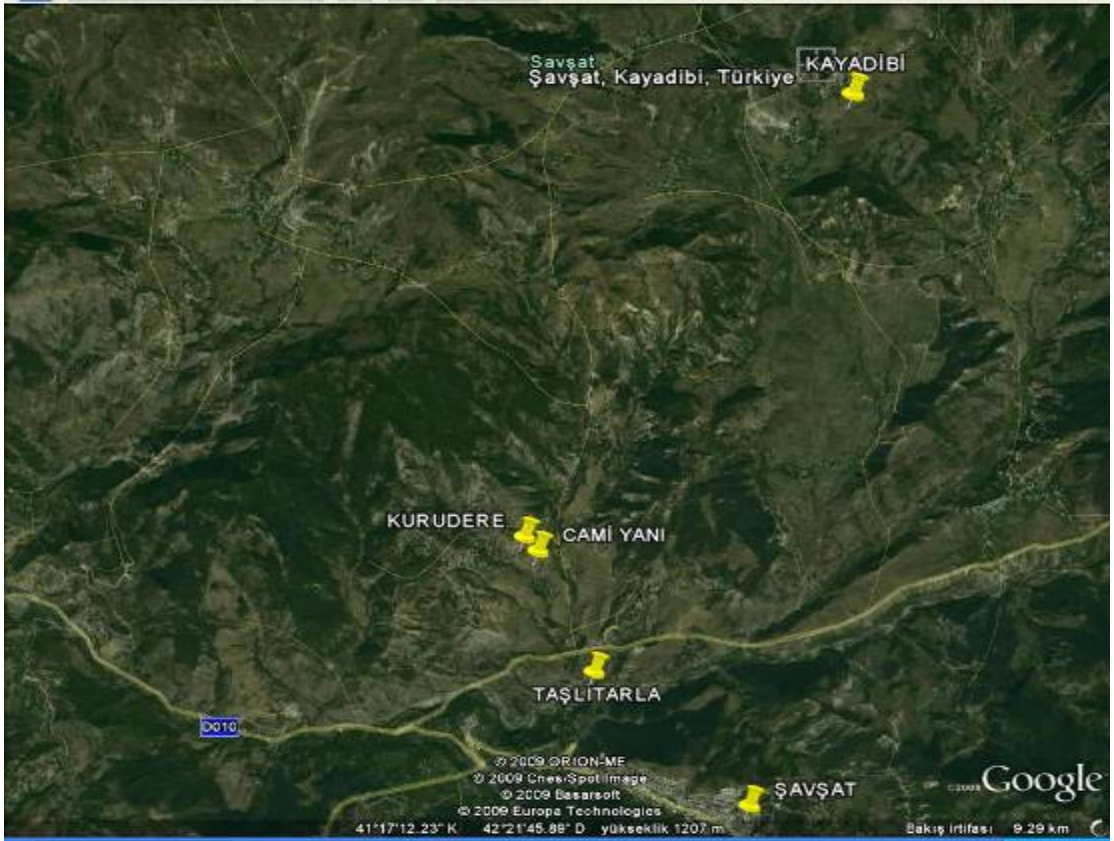 Savşat
Şavşat, Kayadibi, Türkiye
KAYADİBİ
KURUDERE
CAMİ YANI
TAŞLITARLA
D010
© 2009 ORION-ME
© 2009 Cnes/Spot Image
© 2009 Basarsoft
© 2009 Europa Technologies
ŞAVŞAT
©2008 Google
41°17'12.23" K 42°21'45.88" D yükseklik 1207 m
Bakış irtifası 9.29 km